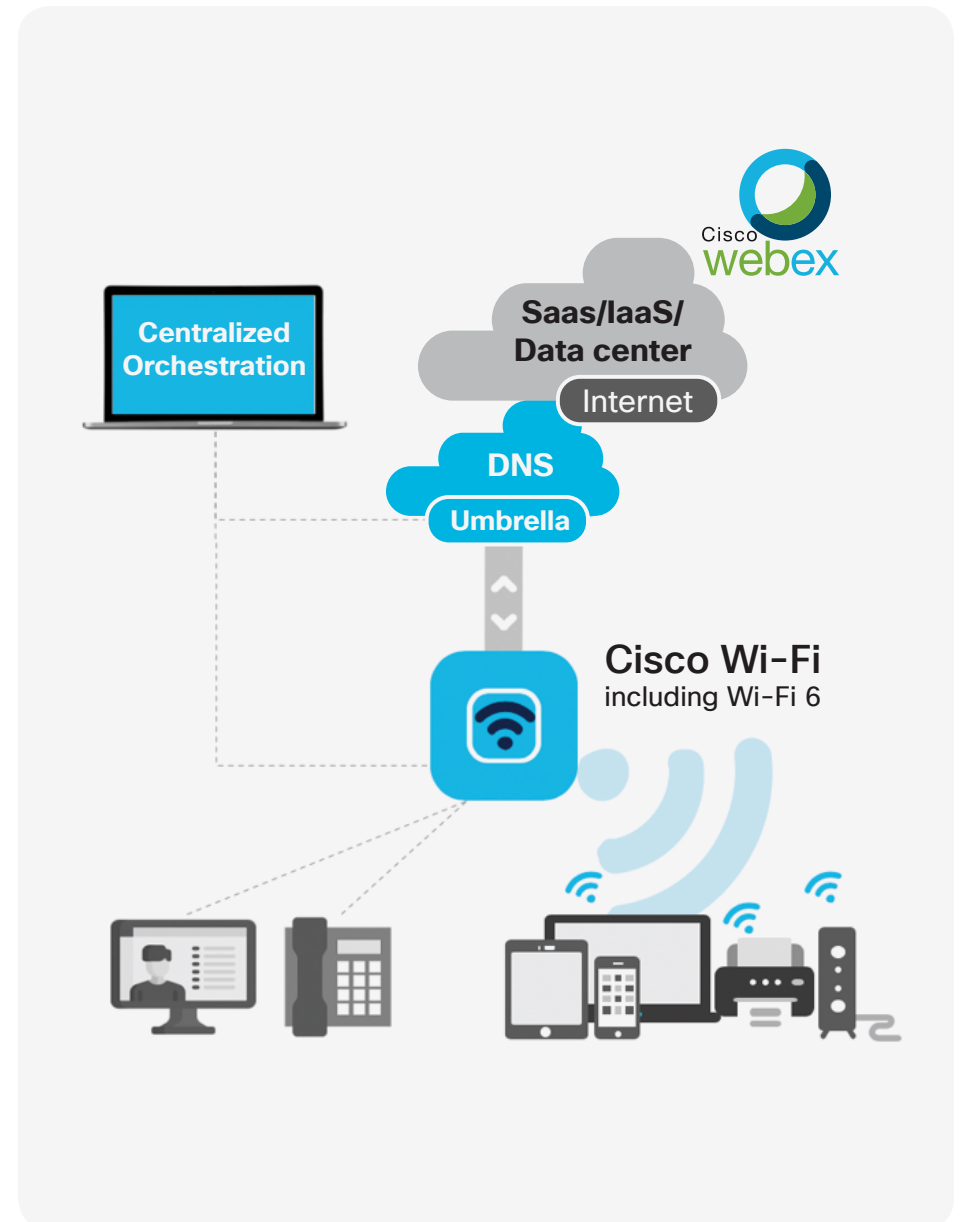 Cisco
webex
Centralized
Orchestration
Saas/IaaS/
Data center
Internet
DNS
Umbrella
Cisco Wi-Fi
including Wi-Fi 6